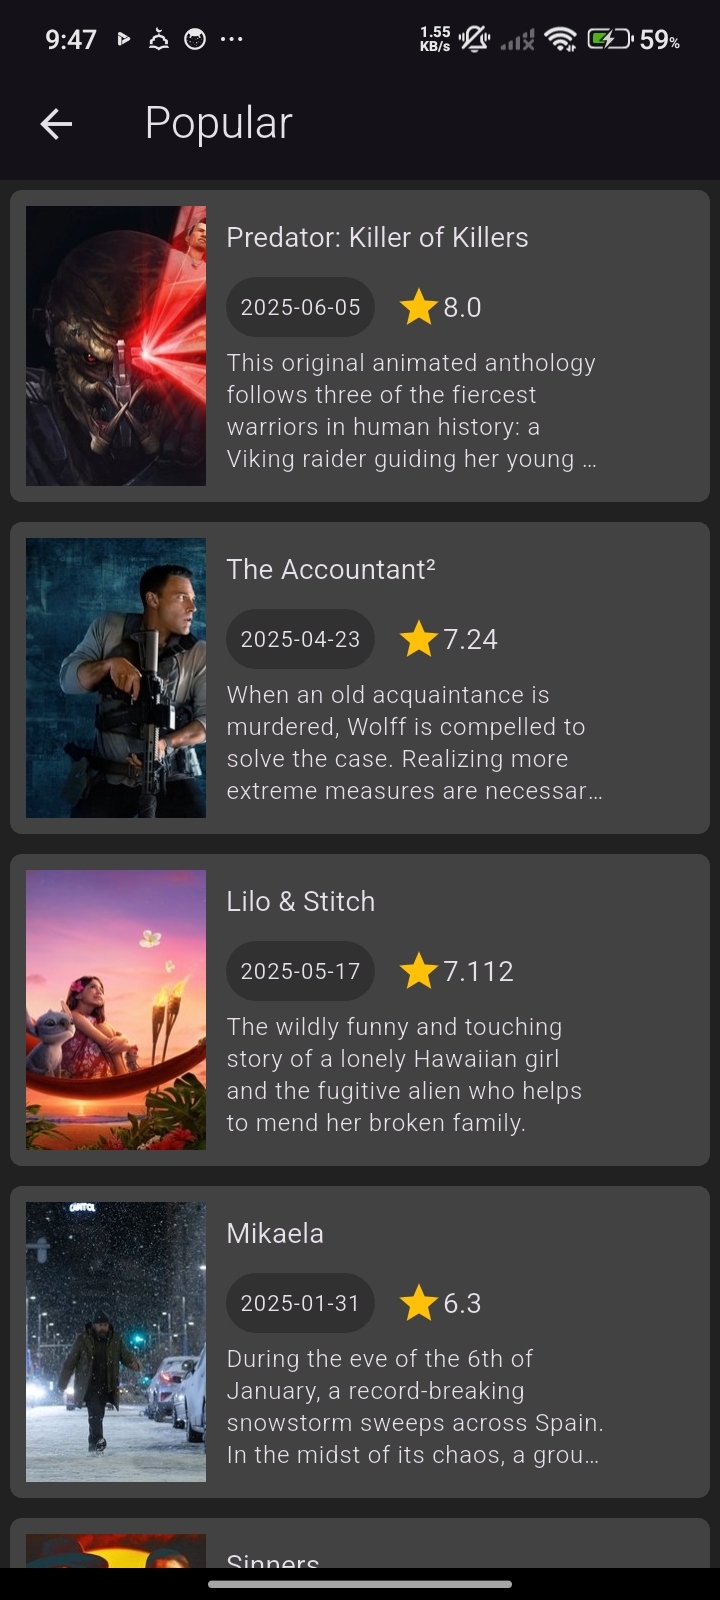 9:47
1.55
KB/s
59%
Popular
Predator: Killer of Killers
2025-06-05
8.0
This original animated anthology
follows three of the fiercest
warriors in human history: a
Viking raider guiding her young ...
The Accountant²
2025-04-23
7.24
When an old acquaintance is
murdered, Wolff is compelled to
solve the case. Realizing more
extreme measures are necessar...
Lilo & Stitch
2025-05-17
7.112
The wildly funny and touching
story of a lonely Hawaiian girl
and the fugitive alien who helps
to mend her broken family.
CAPITOL
Mikaela
2025-01-31
6.3
During the eve of the 6th of
January, a record-breaking
snowstorm sweeps across Spain.
In the midst of its chaos, a grou...
Sinners